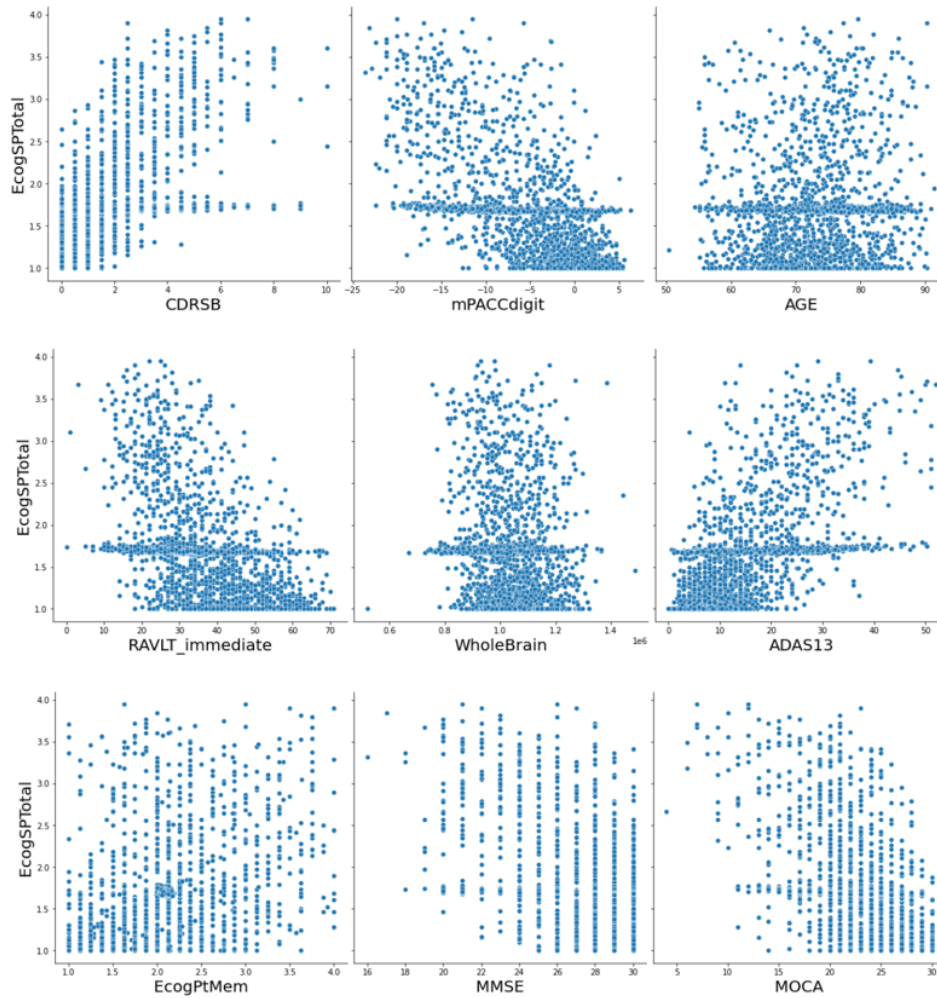 EcogSPTotal
4.0
3.5
3.0
2.5
2.0
1.5
1.0
0 2 4 6 8 10
CDRSB
−25 −20 −15 −10 −5 0 5
mPACCdigit
50 60 70 80 90
AGE
EcogSPTotal
4.0
3.5
3.0
2.5
2.0
1.5
1.0
0 10 20 30 40 50 60 70
RAVLT_immediate
0.6 0.8 1.0 1.2 1.4
1e6
WholeBrain
0 10 20 30 40 50
ADAS13
EcogSPTotal
4.0
3.5
3.0
2.5
2.0
1.5
1.0
1.0 1.5 2.0 2.5 3.0 3.5 4.0
EcogPtMem
16 18 20 22 24 26 28 30
MMSE
5 10 15 20 25 30
MOCA